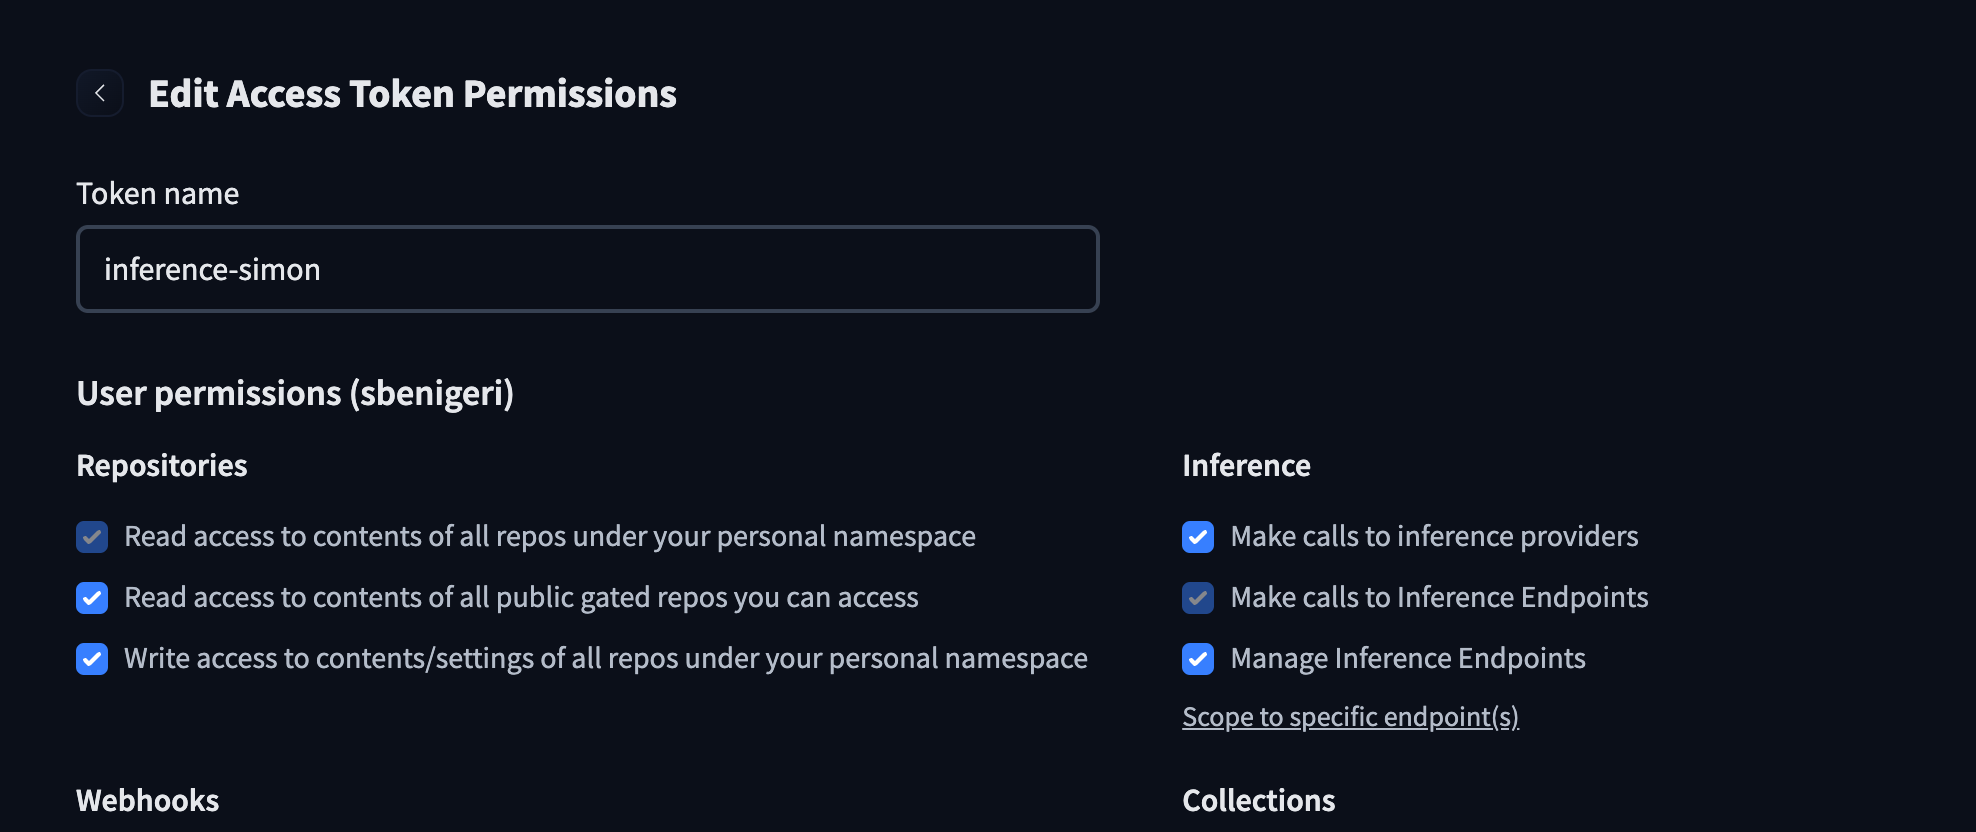 Edit Access Token Permissions
Token name
inference-simon
User permissions (sbenigeri)
Repositories
Read access to contents of all repos under your personal namespace
Read access to contents of all public gated repos you can access
Write access to contents/settings of all repos under your personal namespace
Inference
Make calls to inference providers
Make calls to Inference Endpoints
Manage Inference Endpoints
Scope to specific endpoint(s)
Webhooks
Collections